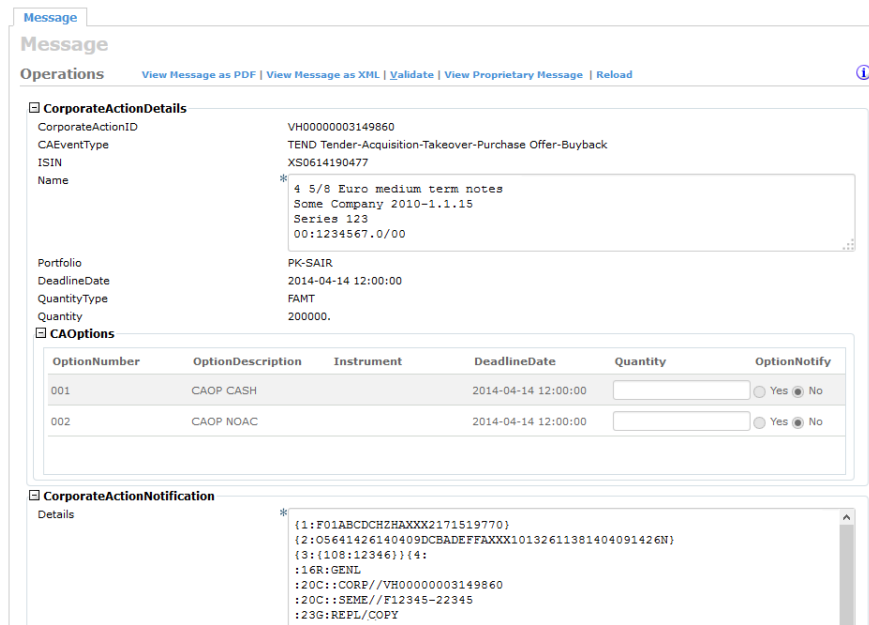 Message
Message
Operations View Message as PDF | View Message as XML | Validate | View Proprietary Message | Reload
CorporateActionDetails
CorporateActionID VH00000003149860
CAEventType TEND Tender-Acquisition-Takeover-Purchase Offer-Buyback
ISIN XS0614190477
Name * 4 5/8 Euro medium term notes
Some Company 2010-1.1.15
Series 123
00:1234567.0/00
Portfolio PK-SAIR
DeadlineDate 2014-04-14 12:00:00
QuantityType FAMT
Quantity 200000.
CAOptions
OptionNumber OptionDescription Instrument DeadlineDate Quantity OptionNotify
001 CAOP CASH 2014-04-14 12:00:00 Yes No
002 CAOP NOAC 2014-04-14 12:00:00 Yes No
CorporateActionNotification
Details * {1:F01ABCDCHZHAXXX2171519770}
{2:O5641426140409DCBADEFFAXXX10132611381404091426N}
{3:{108:12346}}{4:
:16R:GENL
:20C::CORP//VH00000003149860
:20C::SEME//F12345-22345
:23G:REPL/COPY